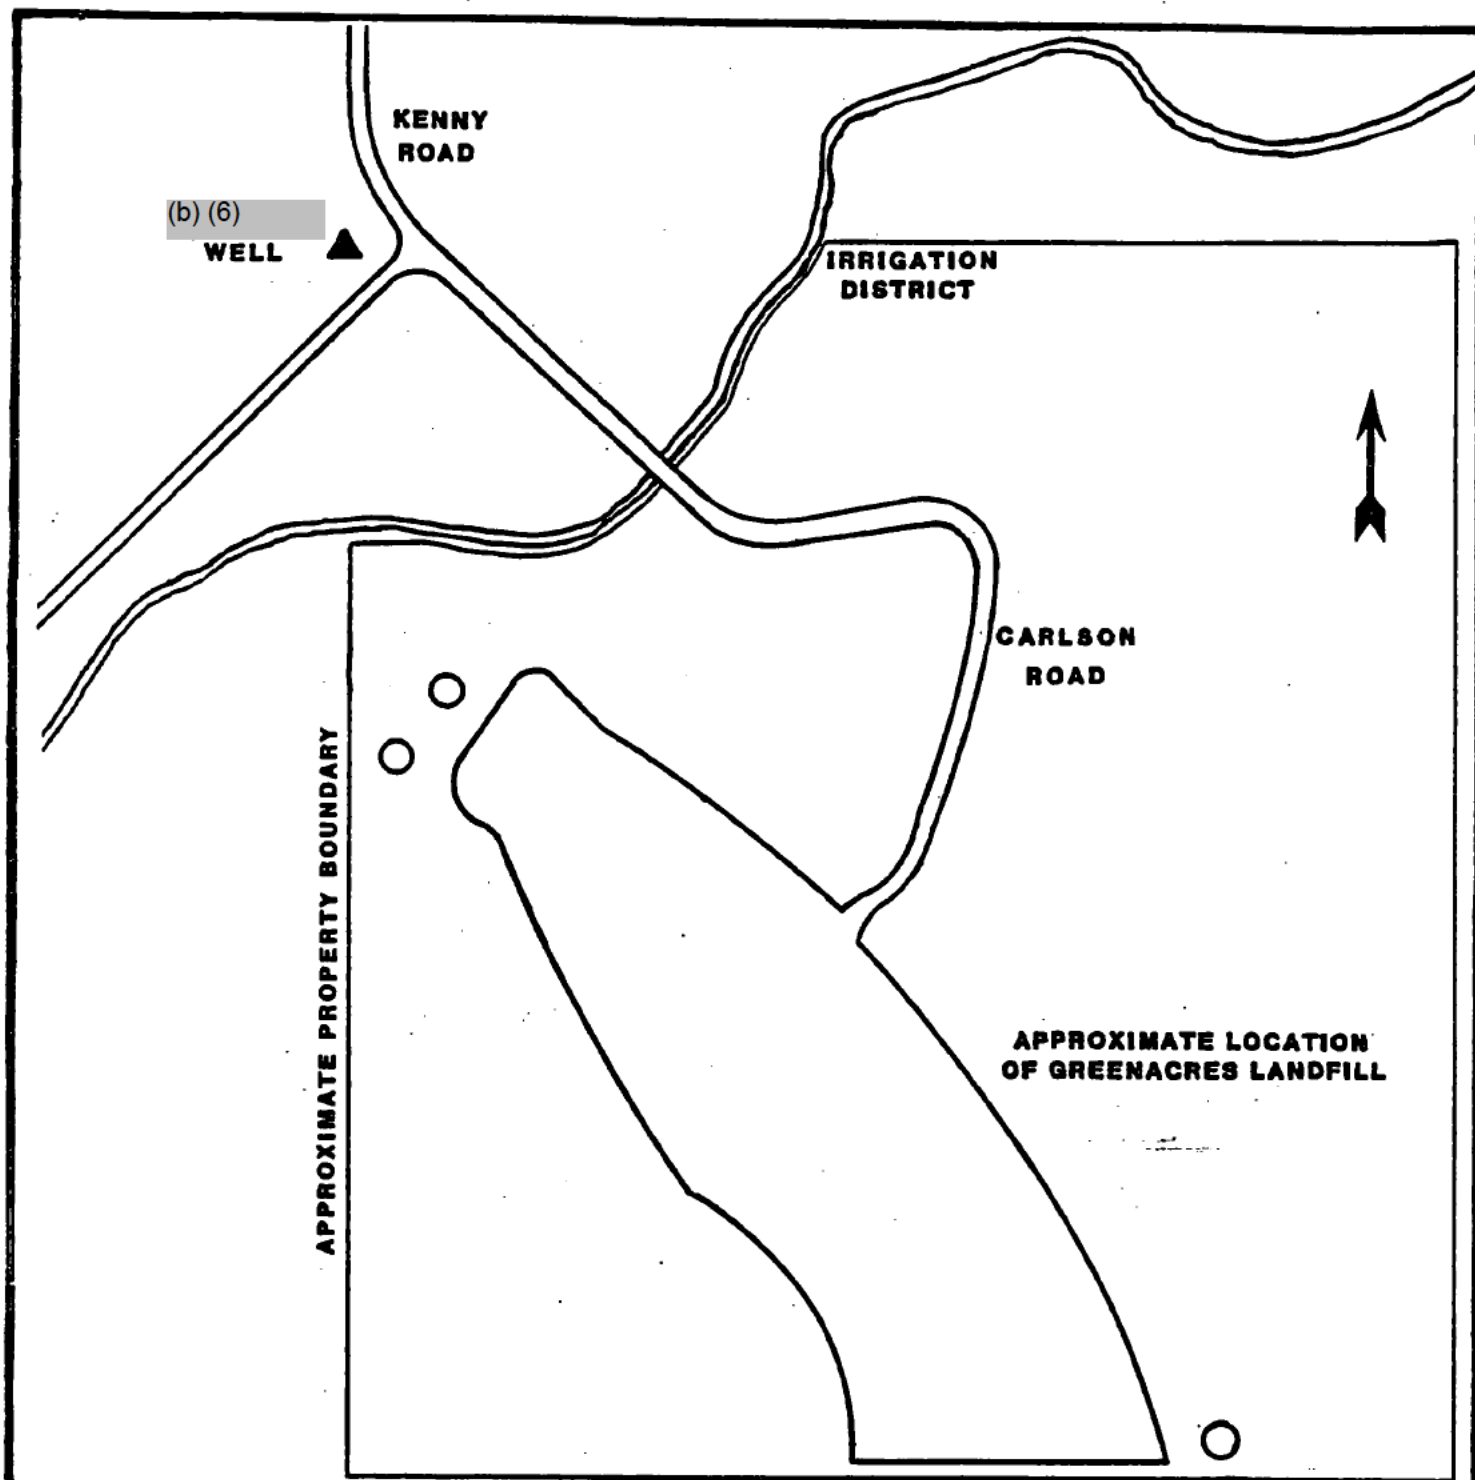 KENNY
ROAD
(b) (6)
WELL
IRRIGATION
DISTRICT
CARLSON
ROAD
APPROXIMATE PROPERTY BOUNDARY
APPROXIMATE LOCATION
OF GREENACRES LANDFILL